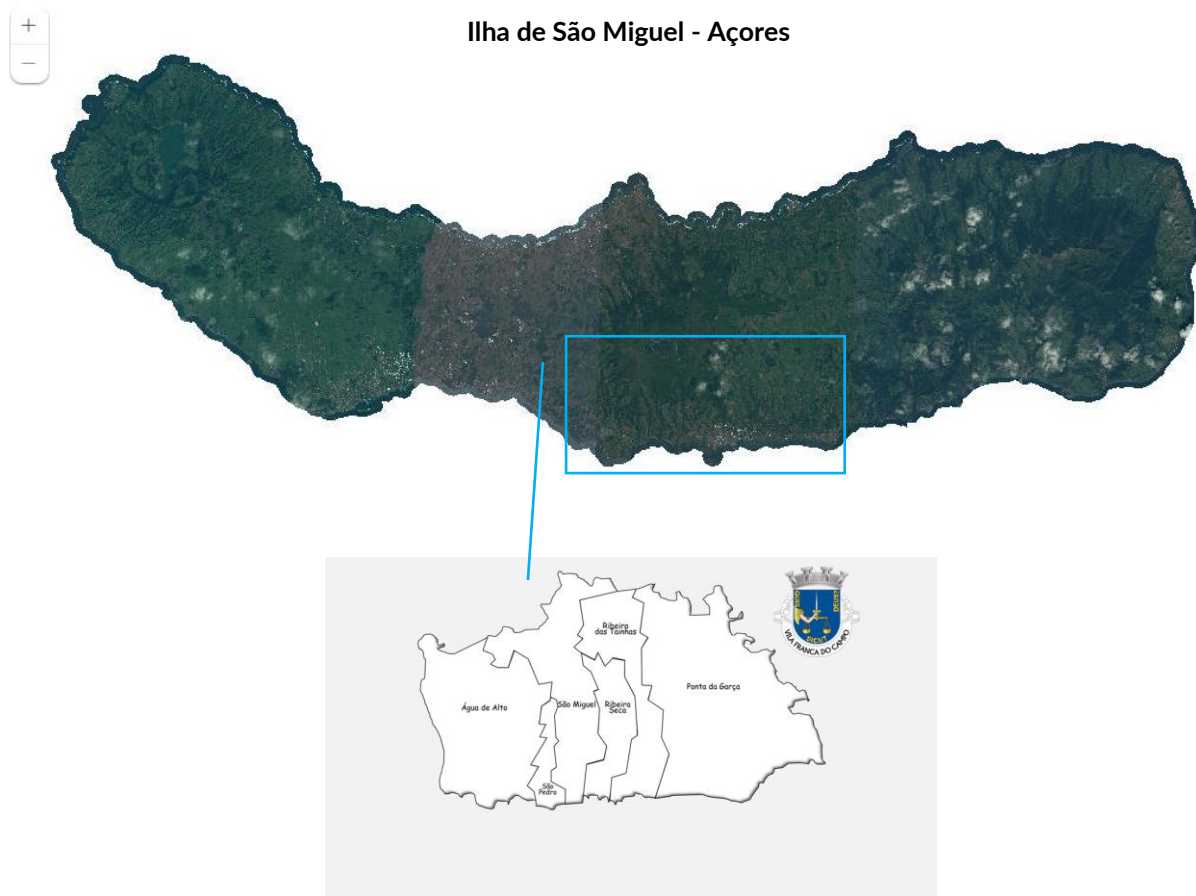 +
Ilha de São Miguel - Açores
−
Ribeira
das Tainhas
VILA FRANCA DO CAMPO
Ponta da Garça
Água de Alto
São Miguel
Ribeira
Seca
São
Pedro